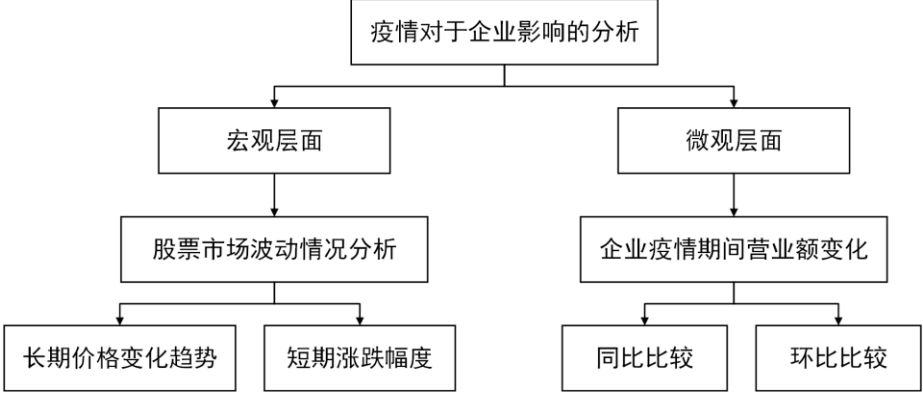 疫情对于企业影响的分析
宏观层面
微观层面
股票市场波动情况分析
企业疫情期间营业额变化
长期价格变化趋势
短期涨跌幅度
同比比较
环比比较